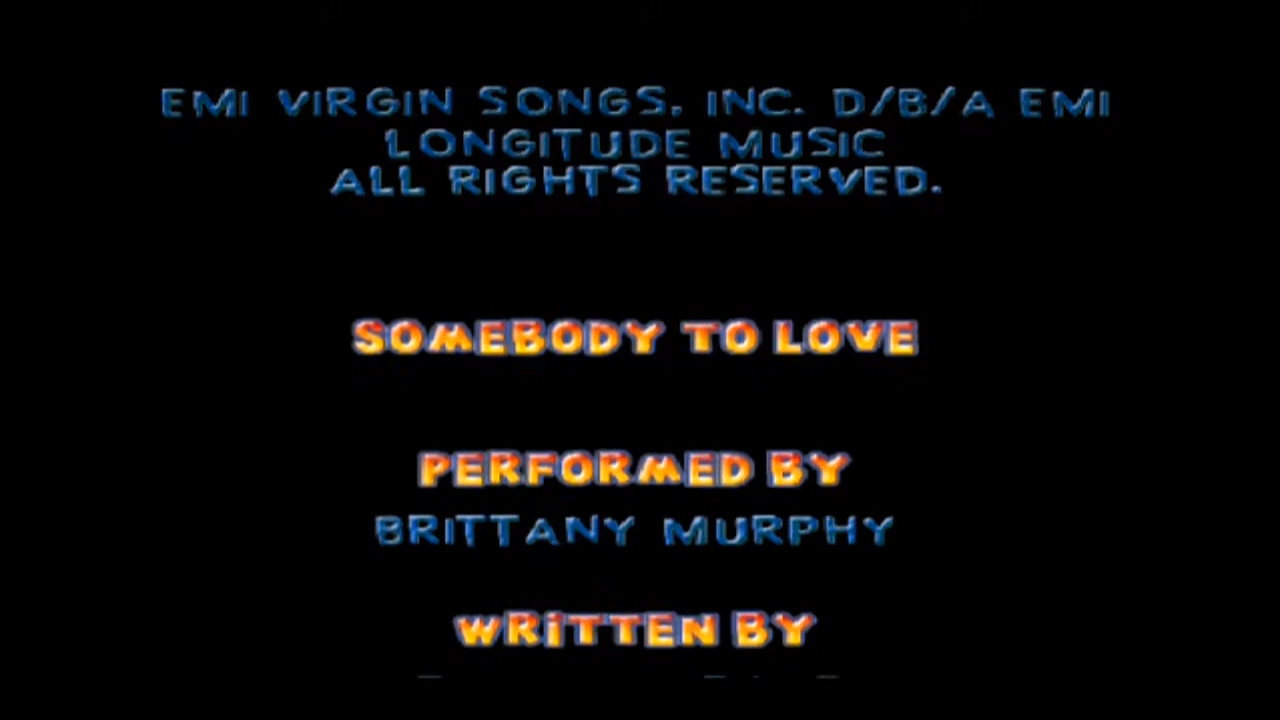 EMI VIRGIN SONGS, INC. D/B/A EMI
LONGITUDE MUSIC
ALL RIGHTS RESERVED.
SOMEBODY TO LOVE
PERFORMED BY
BRITTANY MURPHY
WRITTEN BY